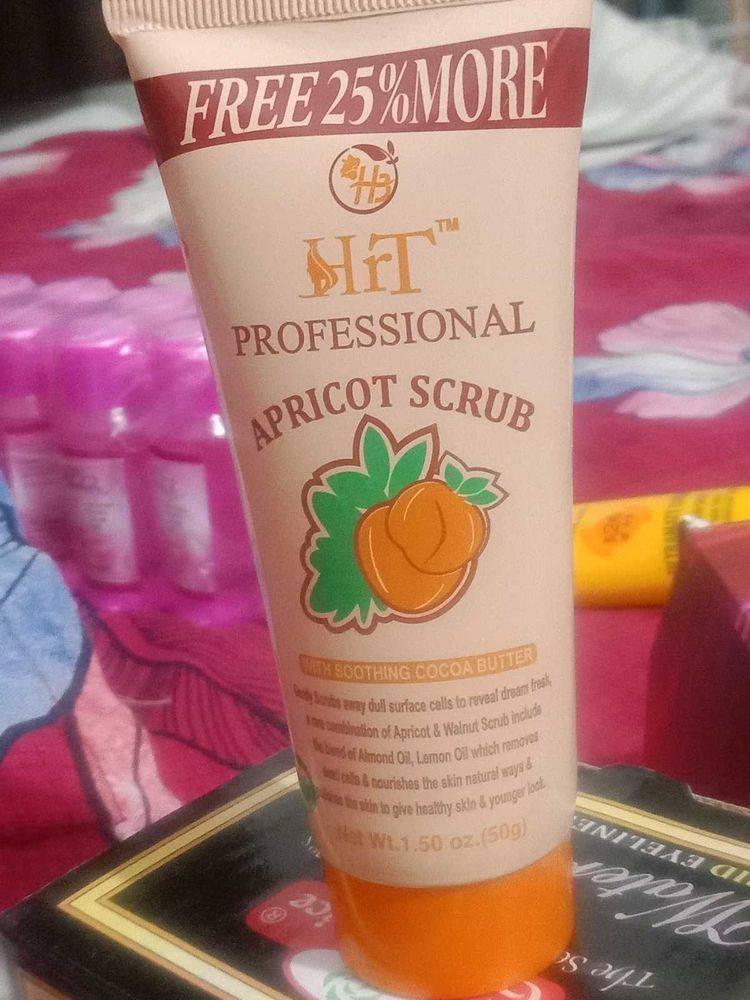 FREE 25% MORE
HB
HrT™
PROFESSIONAL
APRICOT SCRUB
WITH SOOTHING COCOA BUTTER
Scrubs away dull surface cells to reveal dream fresh,
combination of Apricot & Walnut Scrub include
blend of Almond Oil, Lemon Oil which removes
dead cells & nourishes the skin natural ways &
the skin to give healthy skin & younger look.
Net Wt.1.50 oz.(50g)
EYELINER
The